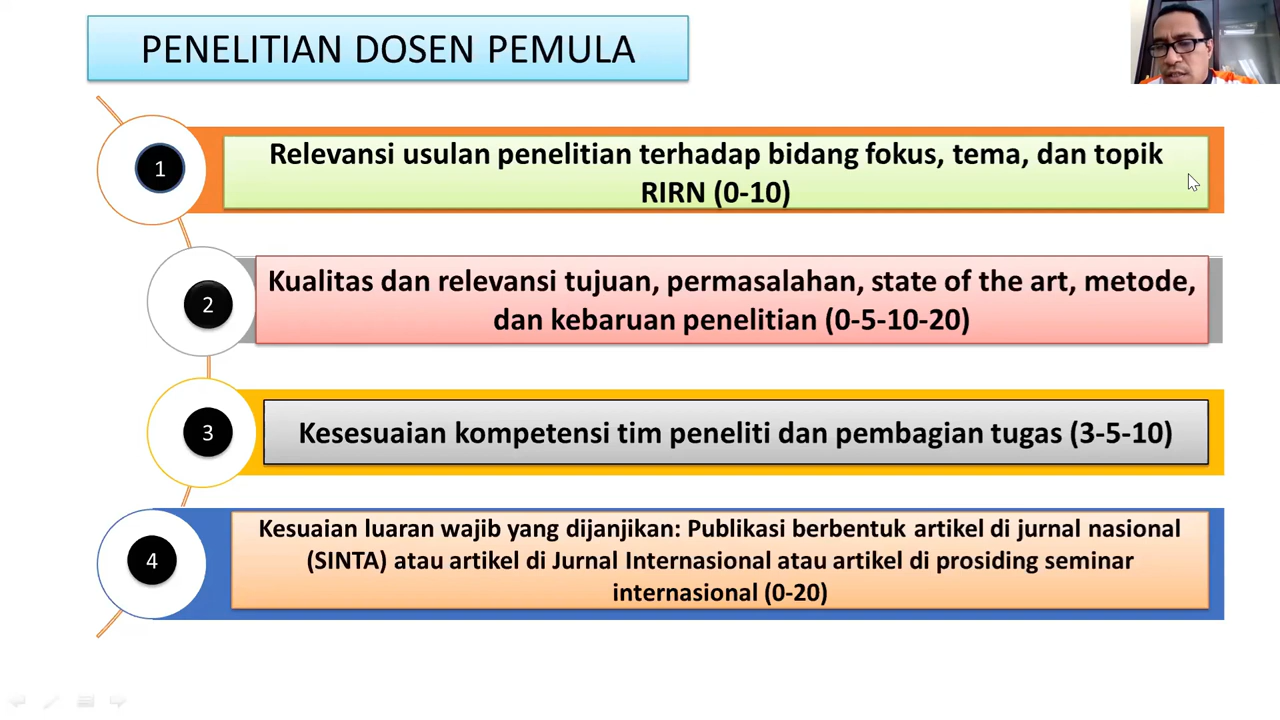 PENELITIAN DOSEN PEMULA
1
Relevansi usulan penelitian terhadap bidang fokus, tema, dan topik
RIRN (0-10)
2
Kualitas dan relevansi tujuan, permasalahan, state of the art, metode,
dan kebaruan penelitian (0-5-10-20)
3
Kesesuaian kompetensi tim peneliti dan pembagian tugas (3-5-10)
4
Kesuaian luaran wajib yang dijanjikan: Publikasi berbentuk artikel di jurnal nasional
(SINTA) atau artikel di Jurnal Internasional atau artikel di prosiding seminar
internasional (0-20)